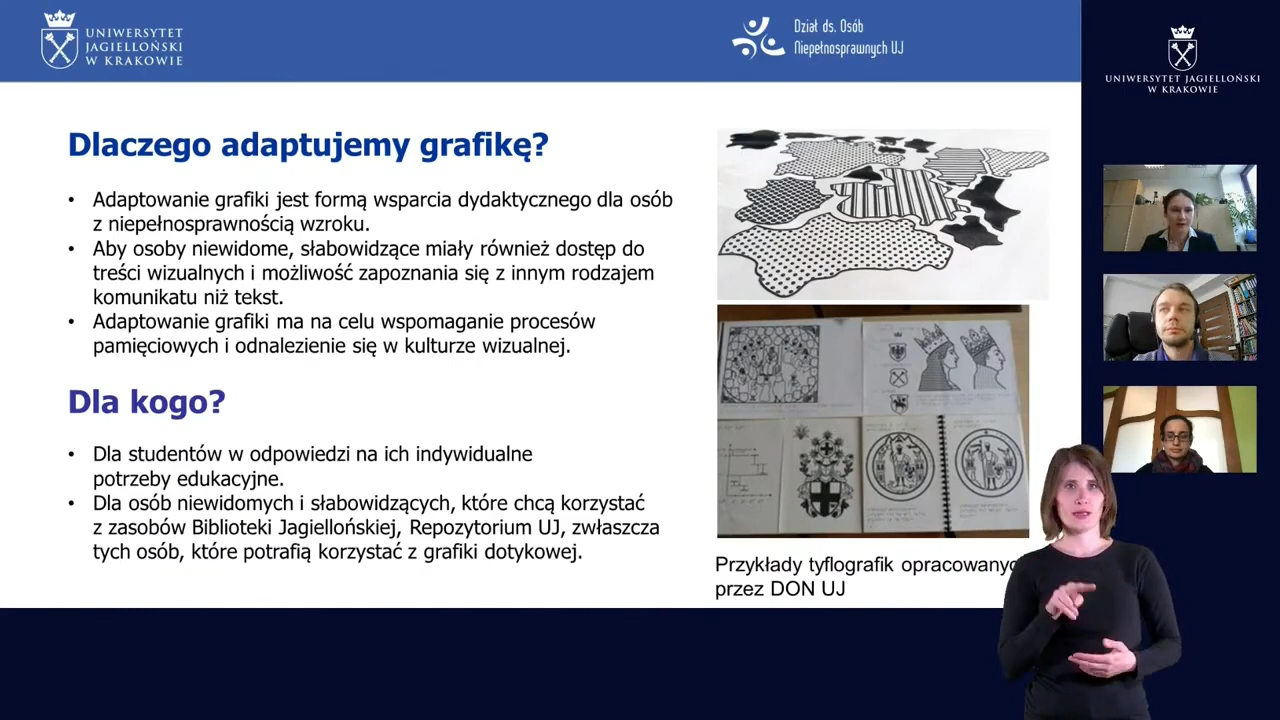 UNIWERSYTET
JAGIELLOŃSKI
W KRAKOWIE
Dział ds. Osób
Niepełnosprawnych UJ
UNIWERSYTET JAGIELLOŃSKI
W KRAKOWIE
Dlaczego adaptujemy grafikę?
• Adaptowanie grafiki jest formą wsparcia dydaktycznego dla osób
z niepełnosprawnością wzroku.
• Aby osoby niewidome, słabowidzące miały również dostęp do
treści wizualnych i możliwość zapoznania się z innym rodzajem
komunikatu niż tekst.
• Adaptowanie grafiki ma na celu wspomaganie procesów
pamięciowych i odnalezienie się w kulturze wizualnej.
Dla kogo?
• Dla studentów w odpowiedzi na ich indywidualne
potrzeby edukacyjne.
• Dla osób niewidomych i słabowidzących, które chcą korzystać
z zasobów Biblioteki Jagiellońskiej, Repozytorium UJ, zwłaszcza
tych osób, które potrafią korzystać z grafiki dotykowej.
Przykłady tyflografik opracowany
przez DON UJ